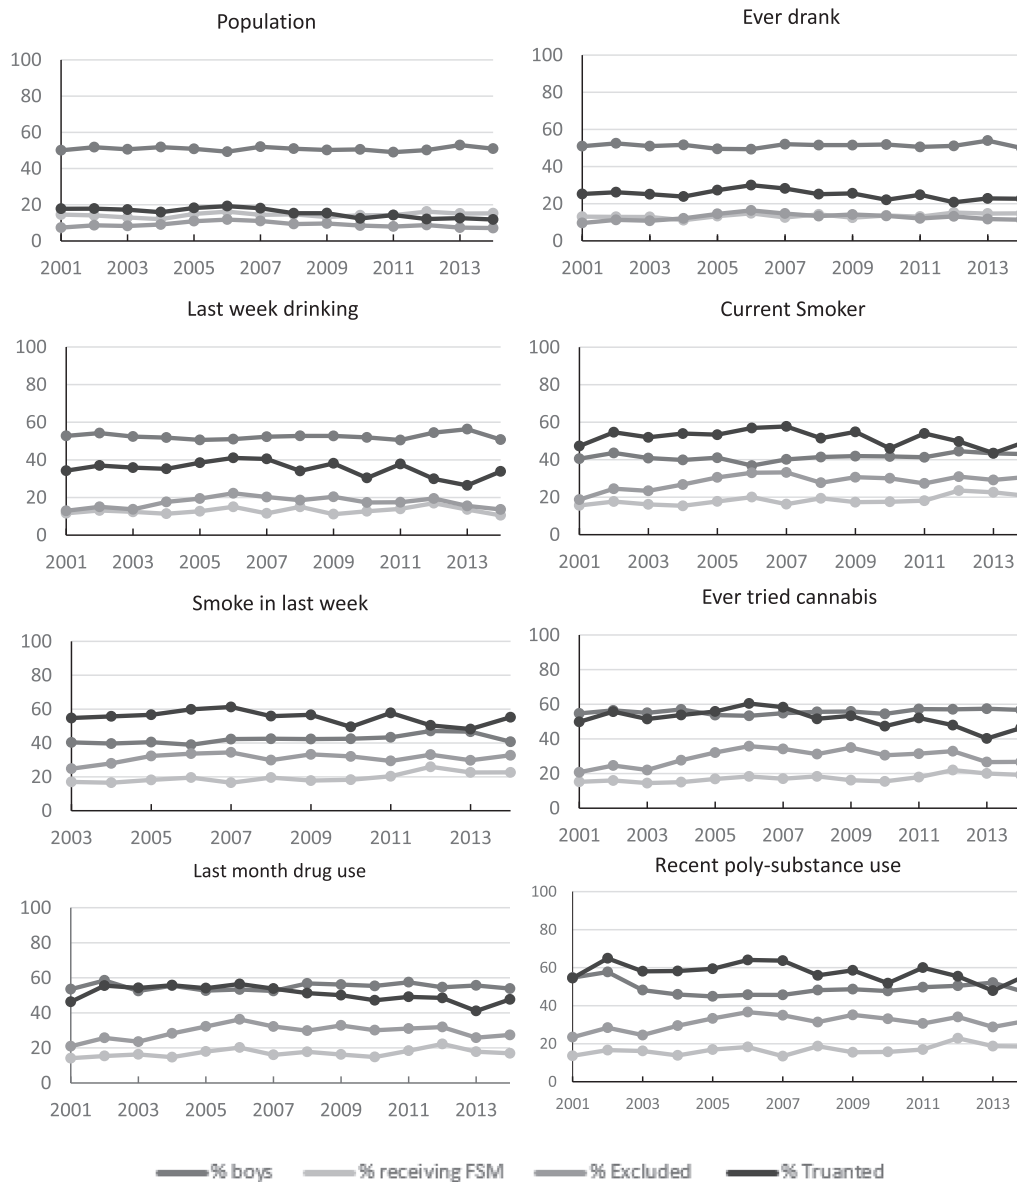 Population
100
80
60
40
20
0
2001 2003 2005 2007 2009 2011 2013
Ever drank
100
80
60
40
20
0
2001 2003 2005 2007 2009 2011 2013
Last week drinking
100
80
60
40
20
0
2001 2003 2005 2007 2009 2011 2013
Current Smoker
100
80
60
40
20
0
2001 2003 2005 2007 2009 2011 2013
Smoke in last week
100
80
60
40
20
0
2003 2005 2007 2009 2011 2013
Ever tried cannabis
100
80
60
40
20
0
2001 2003 2005 2007 2009 2011 2013
Last month drug use
100
80
60
40
20
0
2001 2003 2005 2007 2009 2011 2013
Recent poly-substance use
100
80
60
40
20
0
2001 2003 2005 2007 2009 2011 2013
% boys % receiving FSM % Excluded % Truanted